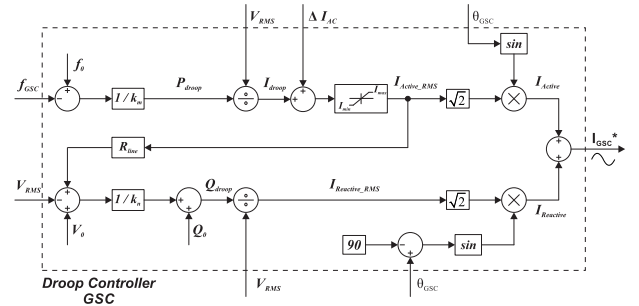 V_RMS
Δ I_AC
θ_GSC
f_0
sin
f_GSC
1/k_m
P_droop
I_droop
I_min
I_max
I_Active_RMS
√2
I_Active
R_line
I_GSC*
V_RMS
1/k_n
Q_droop
I_Reactive_RMS
√2
I_Reactive
V_0
Q_0
90
sin
V_RMS
θ_GSC
Droop Controller
GSC